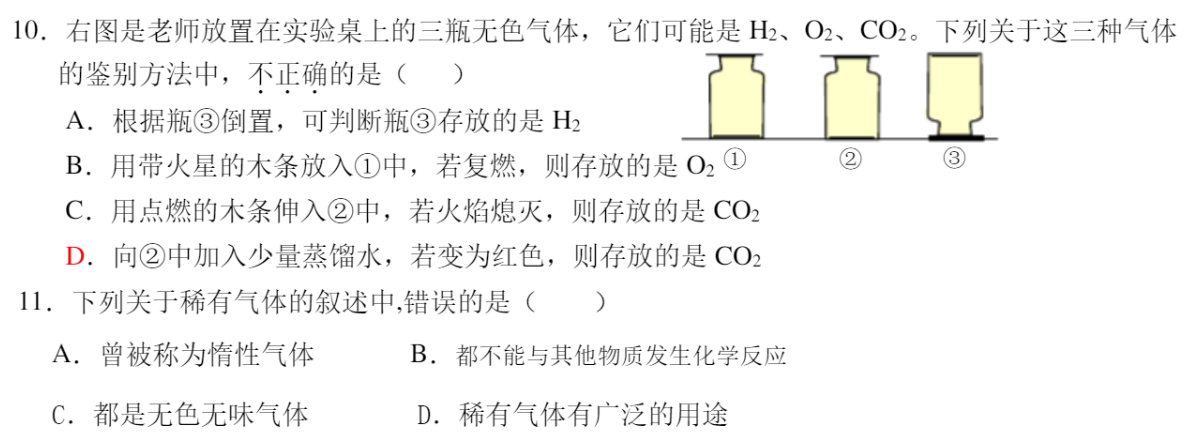 10．右图是老师放置在实验桌上的三瓶无色气体，它们可能是 H₂、O₂、CO₂。下列关于这三种气体
的鉴别方法中，不正确的是（　　）
A．根据瓶③倒置，可判断瓶③存放的是 H₂
B．用带火星的木条放入①中，若复燃，则存放的是 O₂
C．用点燃的木条伸入②中，若火焰熄灭，则存放的是 CO₂
D．向②中加入少量蒸馏水，若变为红色，则存放的是 CO₂
① ② ③
11．下列关于稀有气体的叙述中,错误的是（　　）
A．曾被称为惰性气体　　B．都不能与其他物质发生化学反应
C．都是无色无味气体　　D．稀有气体有广泛的用途